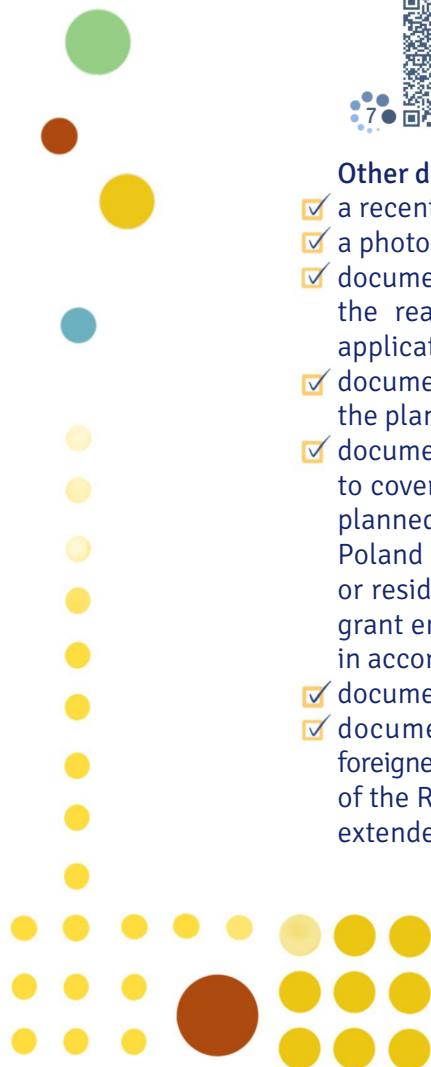 7
Other d
a recent
a photo
docume
the rea
applicat
docume
the plan
docume
to cover
planned
Poland
or resid
grant en
in accor
docume
docume
foreigne
of the R
extende